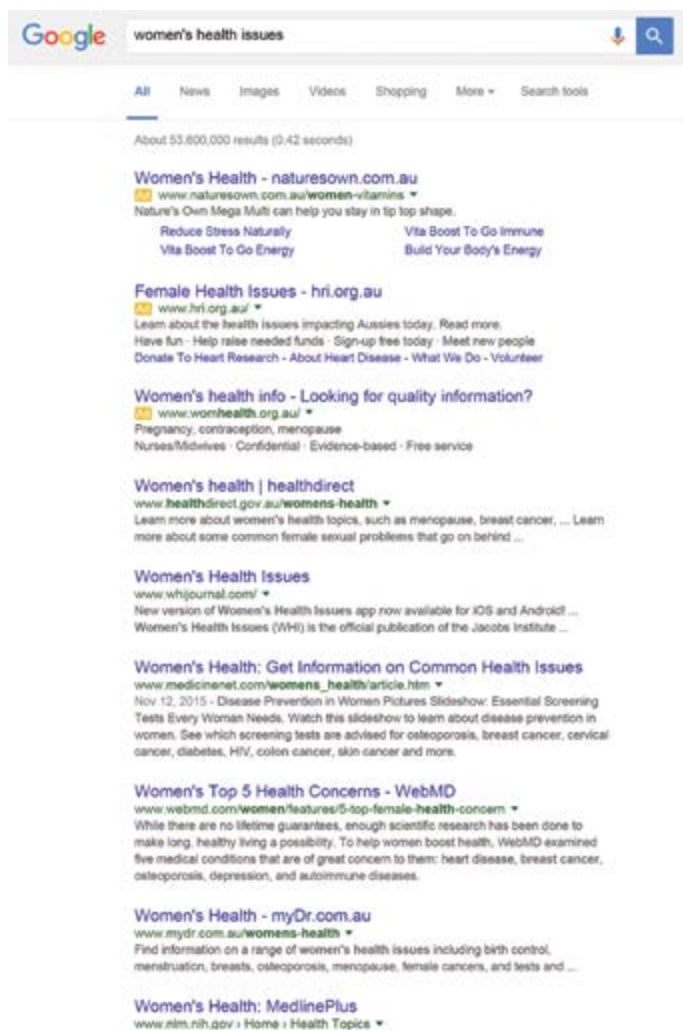 Google
women's health issues
All News Images Videos Shopping More Search tools
About 53,600,000 results (0.42 seconds)
Women's Health - naturesown.com.au
Ad www.naturesown.com.au/women-vitamins
Nature's Own Mega Multi can help you stay in tip top shape.
Reduce Stress Naturally Vita Boost To Go Immune
Vita Boost To Go Energy Build Your Body's Energy
Female Health Issues - hri.org.au
Ad www.hri.org.au/
Learn about the health issues impacting Aussies today. Read more.
Have fun · Help raise needed funds · Sign-up free today · Meet new people
Donate To Heart Research - About Heart Disease - What We Do - Volunteer
Women's health info - Looking for quality information?
Ad www.womhealth.org.au/
Pregnancy, contraception, menopause
Nurses/Midwives · Confidential · Evidence-based · Free service
Women's health | healthdirect
www.healthdirect.gov.au/womens-health
Learn more about women's health topics, such as menopause, breast cancer, ... Learn
more about some common female sexual problems that go on behind ...
Women's Health Issues
www.whijournal.com/
New version of Women's Health Issues app now available for iOS and Android! ...
Women's Health Issues (WHI) is the official publication of the Jacobs Institute ...
Women's Health: Get Information on Common Health Issues
www.medicinenet.com/womens_health/article.htm
Nov 12, 2015 - Disease Prevention in Women Pictures Slideshow: Essential Screening
Tests Every Woman Needs. Watch this slideshow to learn about disease prevention in
women. See which screening tests are advised for osteoporosis, breast cancer, cervical
cancer, diabetes, HIV, colon cancer, skin cancer and more.
Women's Top 5 Health Concerns - WebMD
www.webmd.com/women/features/5-top-female-health-concern
While there are no lifetime guarantees, enough scientific research has been done to
make long, healthy living a possibility. To help women boost health, WebMD examined
five medical conditions that are of great concern to them: heart disease, breast cancer,
osteoporosis, depression, and autoimmune diseases.
Women's Health - myDr.com.au
www.mydr.com.au/womens-health
Find information on a range of women's health issues including birth control,
menstruation, breasts, osteoporosis, menopause, female cancers, and tests and ...
Women's Health: MedlinePlus
www.nlm.nih.gov › Home › Health Topics